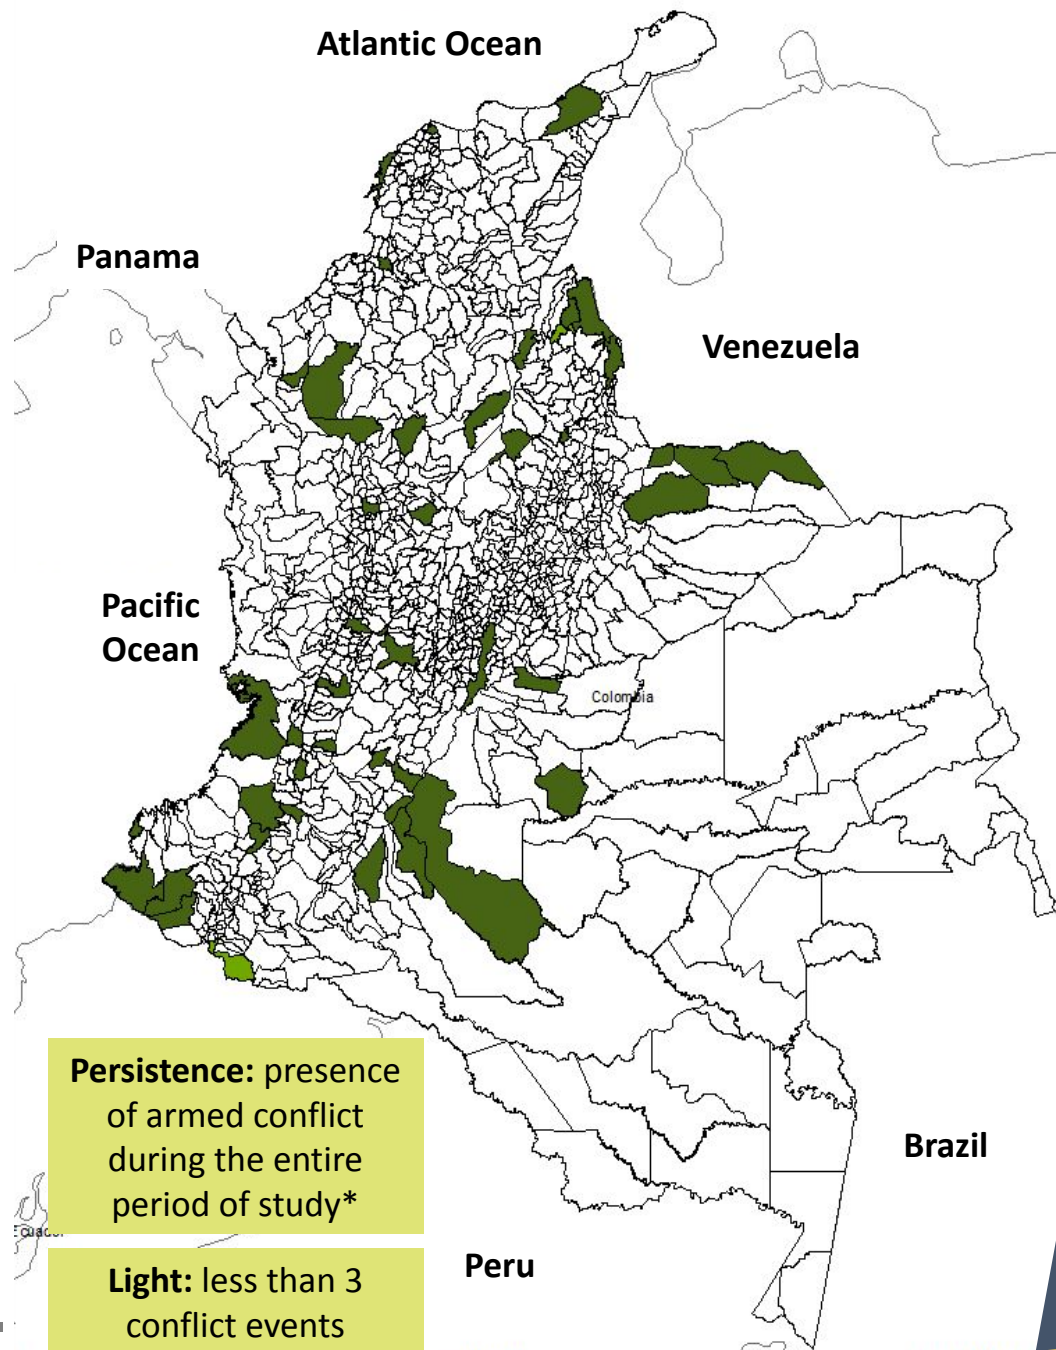 Atlantic Ocean
Panama
Venezuela
Pacific
Ocean
Colombia
Persistence: presence
of armed conflict
during the entire
period of study*
Brazil
Ecuador
Peru
Light: less than 3
conflict events